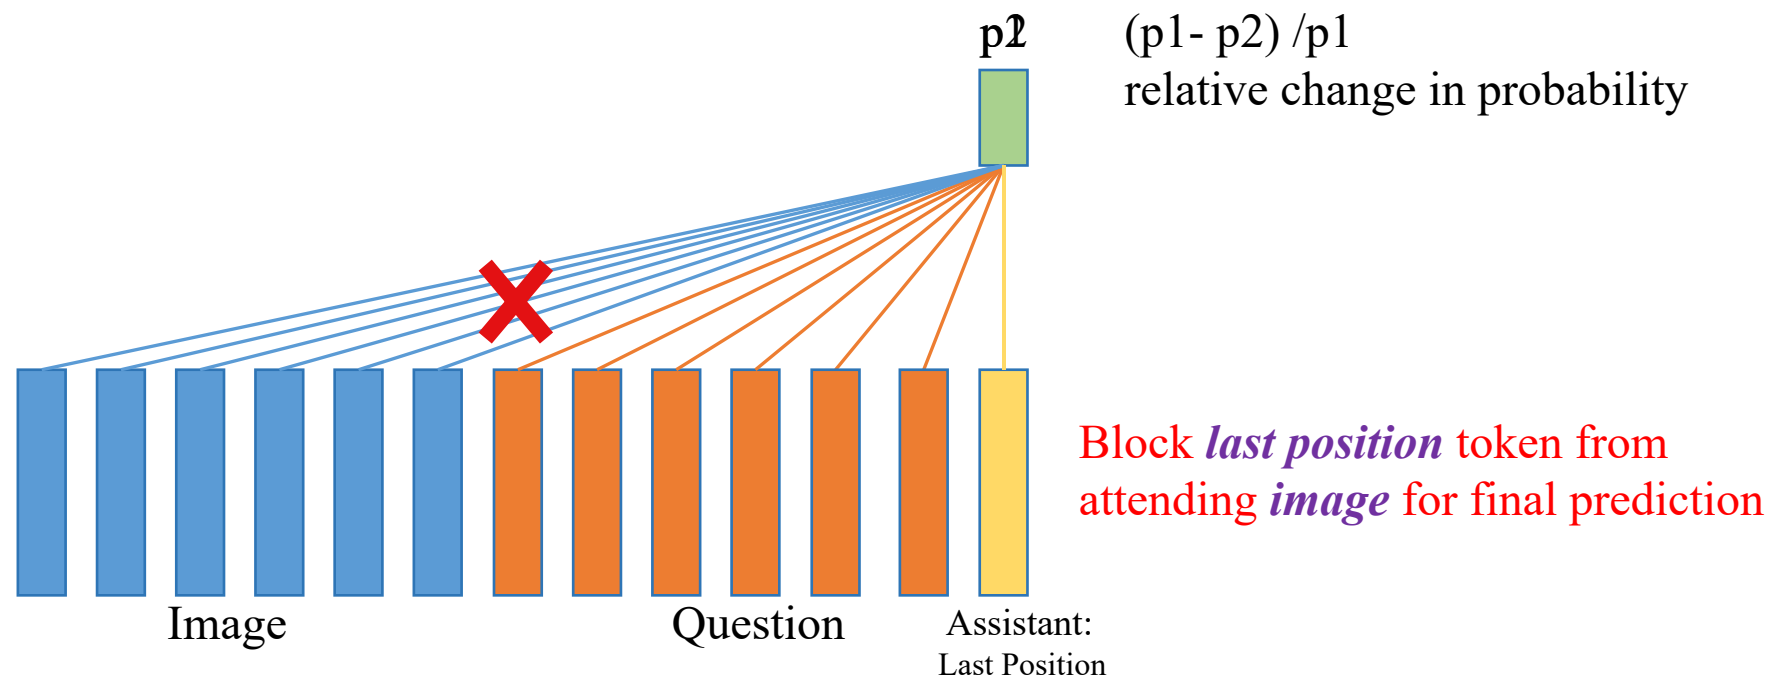 (p1- p2) /p1
relative change in probability
Block last position token from
attending image for final prediction
Image
Question
Assistant:
Last Position